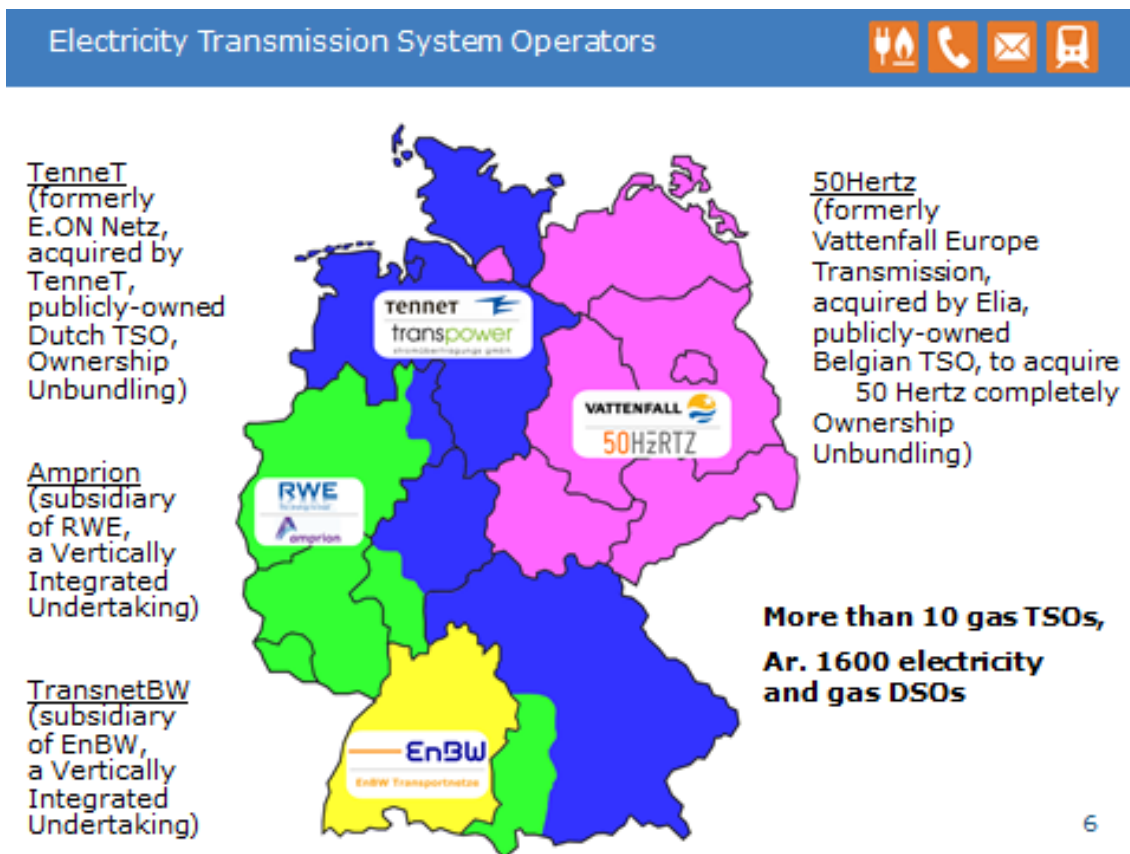 Electricity Transmission System Operators
TenneT
(formerly
E.ON Netz,
acquired by
TenneT,
publicly-owned
Dutch TSO,
Ownership
Unbundling)
Amprion
(subsidiary
of RWE,
a Vertically
Integrated
Undertaking)
TransnetBW
(subsidiary
of EnBW,
a Vertically
Integrated
Undertaking)
TENNET
transpower
stromübertragungs gmbh
VATTENFALL
50HERTZ
RWE
amprion
EnBW
EnBW Transportnetze
50Hertz
(formerly
Vattenfall Europe
Transmission,
acquired by Elia,
publicly-owned
Belgian TSO, to acquire
50 Hertz completely
Ownership
Unbundling)
More than 10 gas TSOs,
Ar. 1600 electricity
and gas DSOs
6